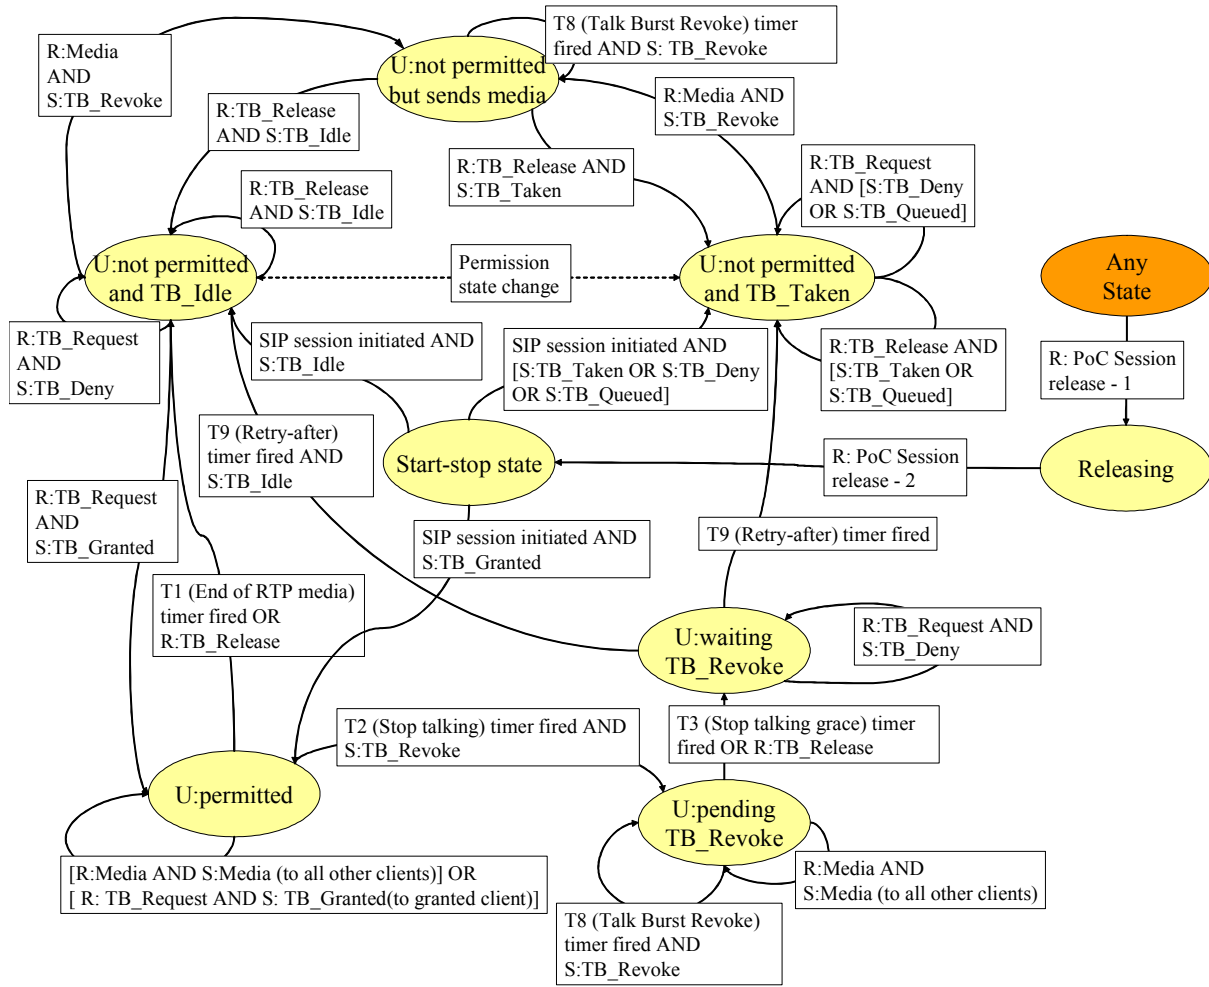 R:Media
AND
S:TB_Revoke
T8 (Talk Burst Revoke) timer
fired AND S: TB_Revoke
U:not permitted
but sends media
R:TB_Release
AND S:TB_Idle
R:Media AND
S:TB_Revoke
R:TB_Release AND
S:TB_Taken
R:TB_Request
AND [S:TB_Deny
OR S:TB_Queued]
R:TB_Release
AND S:TB_Idle
U:not permitted
and TB_Idle
Permission
state change
U:not permitted
and TB_Taken
Any
State
R:TB_Request
AND
S:TB_Deny
SIP session initiated AND
S:TB_Idle
SIP session initiated AND
[S:TB_Taken OR S:TB_Deny
OR S:TB_Queued]
R:TB_Release AND
[S:TB_Taken OR
S:TB_Queued]
R: PoC Session
release - 1
T9 (Retry-after)
timer fired AND
S:TB_Idle
Start-stop state
R: PoC Session
release - 2
Releasing
R:TB_Request
AND
S:TB_Granted
SIP session initiated AND
S:TB_Granted
T9 (Retry-after) timer fired
T1 (End of RTP media)
timer fired OR
R:TB_Release
U:waiting
TB_Revoke
R:TB_Request AND
S:TB_Deny
T2 (Stop talking) timer fired AND
S:TB_Revoke
T3 (Stop talking grace) timer
fired OR R:TB_Release
U:permitted
U:pending
TB_Revoke
[R:Media AND S:Media (to all other clients)] OR
[ R: TB_Request AND S: TB_Granted(to granted client)]
R:Media AND
S:Media (to all other clients)
T8 (Talk Burst Revoke)
timer fired AND
S:TB_Revoke